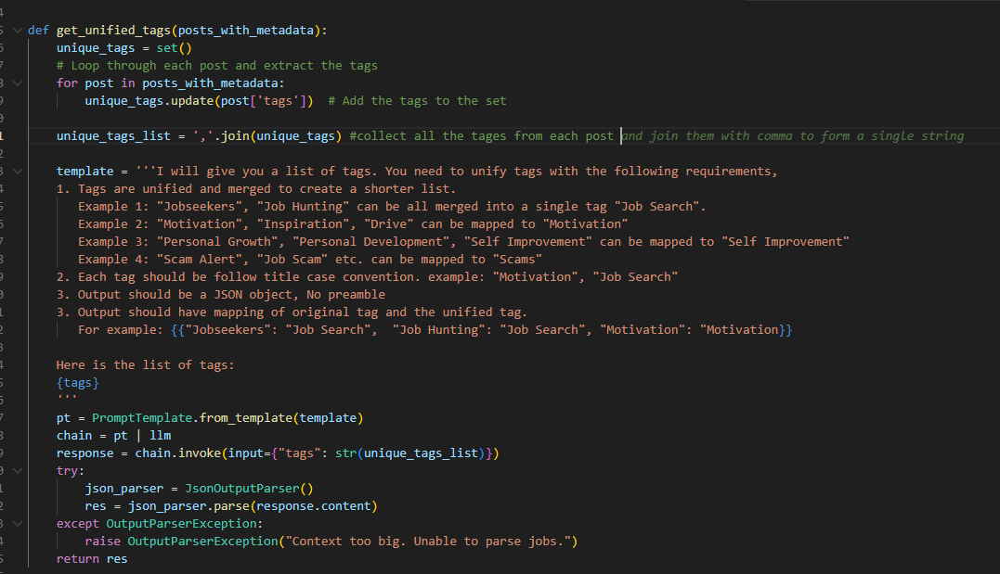 def get_unified_tags(posts_with_metadata):
    unique_tags = set()
    # Loop through each post and extract the tags
    for post in posts_with_metadata:
        unique_tags.update(post['tags'])  # Add the tags to the set
    unique_tags_list = ','.join(unique_tags) #collect all the tages from each post and join them with comma to form a single string
    template = '''I will give you a list of tags. You need to unify tags with the following requirements,
    1. Tags are unified and merged to create a shorter list.
       Example 1: "Jobseekers", "Job Hunting" can be all merged into a single tag "Job Search".
       Example 2: "Motivation", "Inspiration", "Drive" can be mapped to "Motivation"
       Example 3: "Personal Growth", "Personal Development", "Self Improvement" can be mapped to "Self Improvement"
       Example 4: "Scam Alert", "Job Scam" etc. can be mapped to "Scams"
    2. Each tag should be follow title case convention. example: "Motivation", "Job Search"
    3. Output should be a JSON object, No preamble
    3. Output should have mapping of original tag and the unified tag.
       For example: {{"Jobseekers": "Job Search",  "Job Hunting": "Job Search", "Motivation": "Motivation}}
    Here is the list of tags:
    {tags}
    '''
    pt = PromptTemplate.from_template(template)
    chain = pt | llm
    response = chain.invoke(input={"tags": str(unique_tags_list)})
    try:
        json_parser = JsonOutputParser()
        res = json_parser.parse(response.content)
    except OutputParserException:
        raise OutputParserException("Context too big. Unable to parse jobs.")
    return res